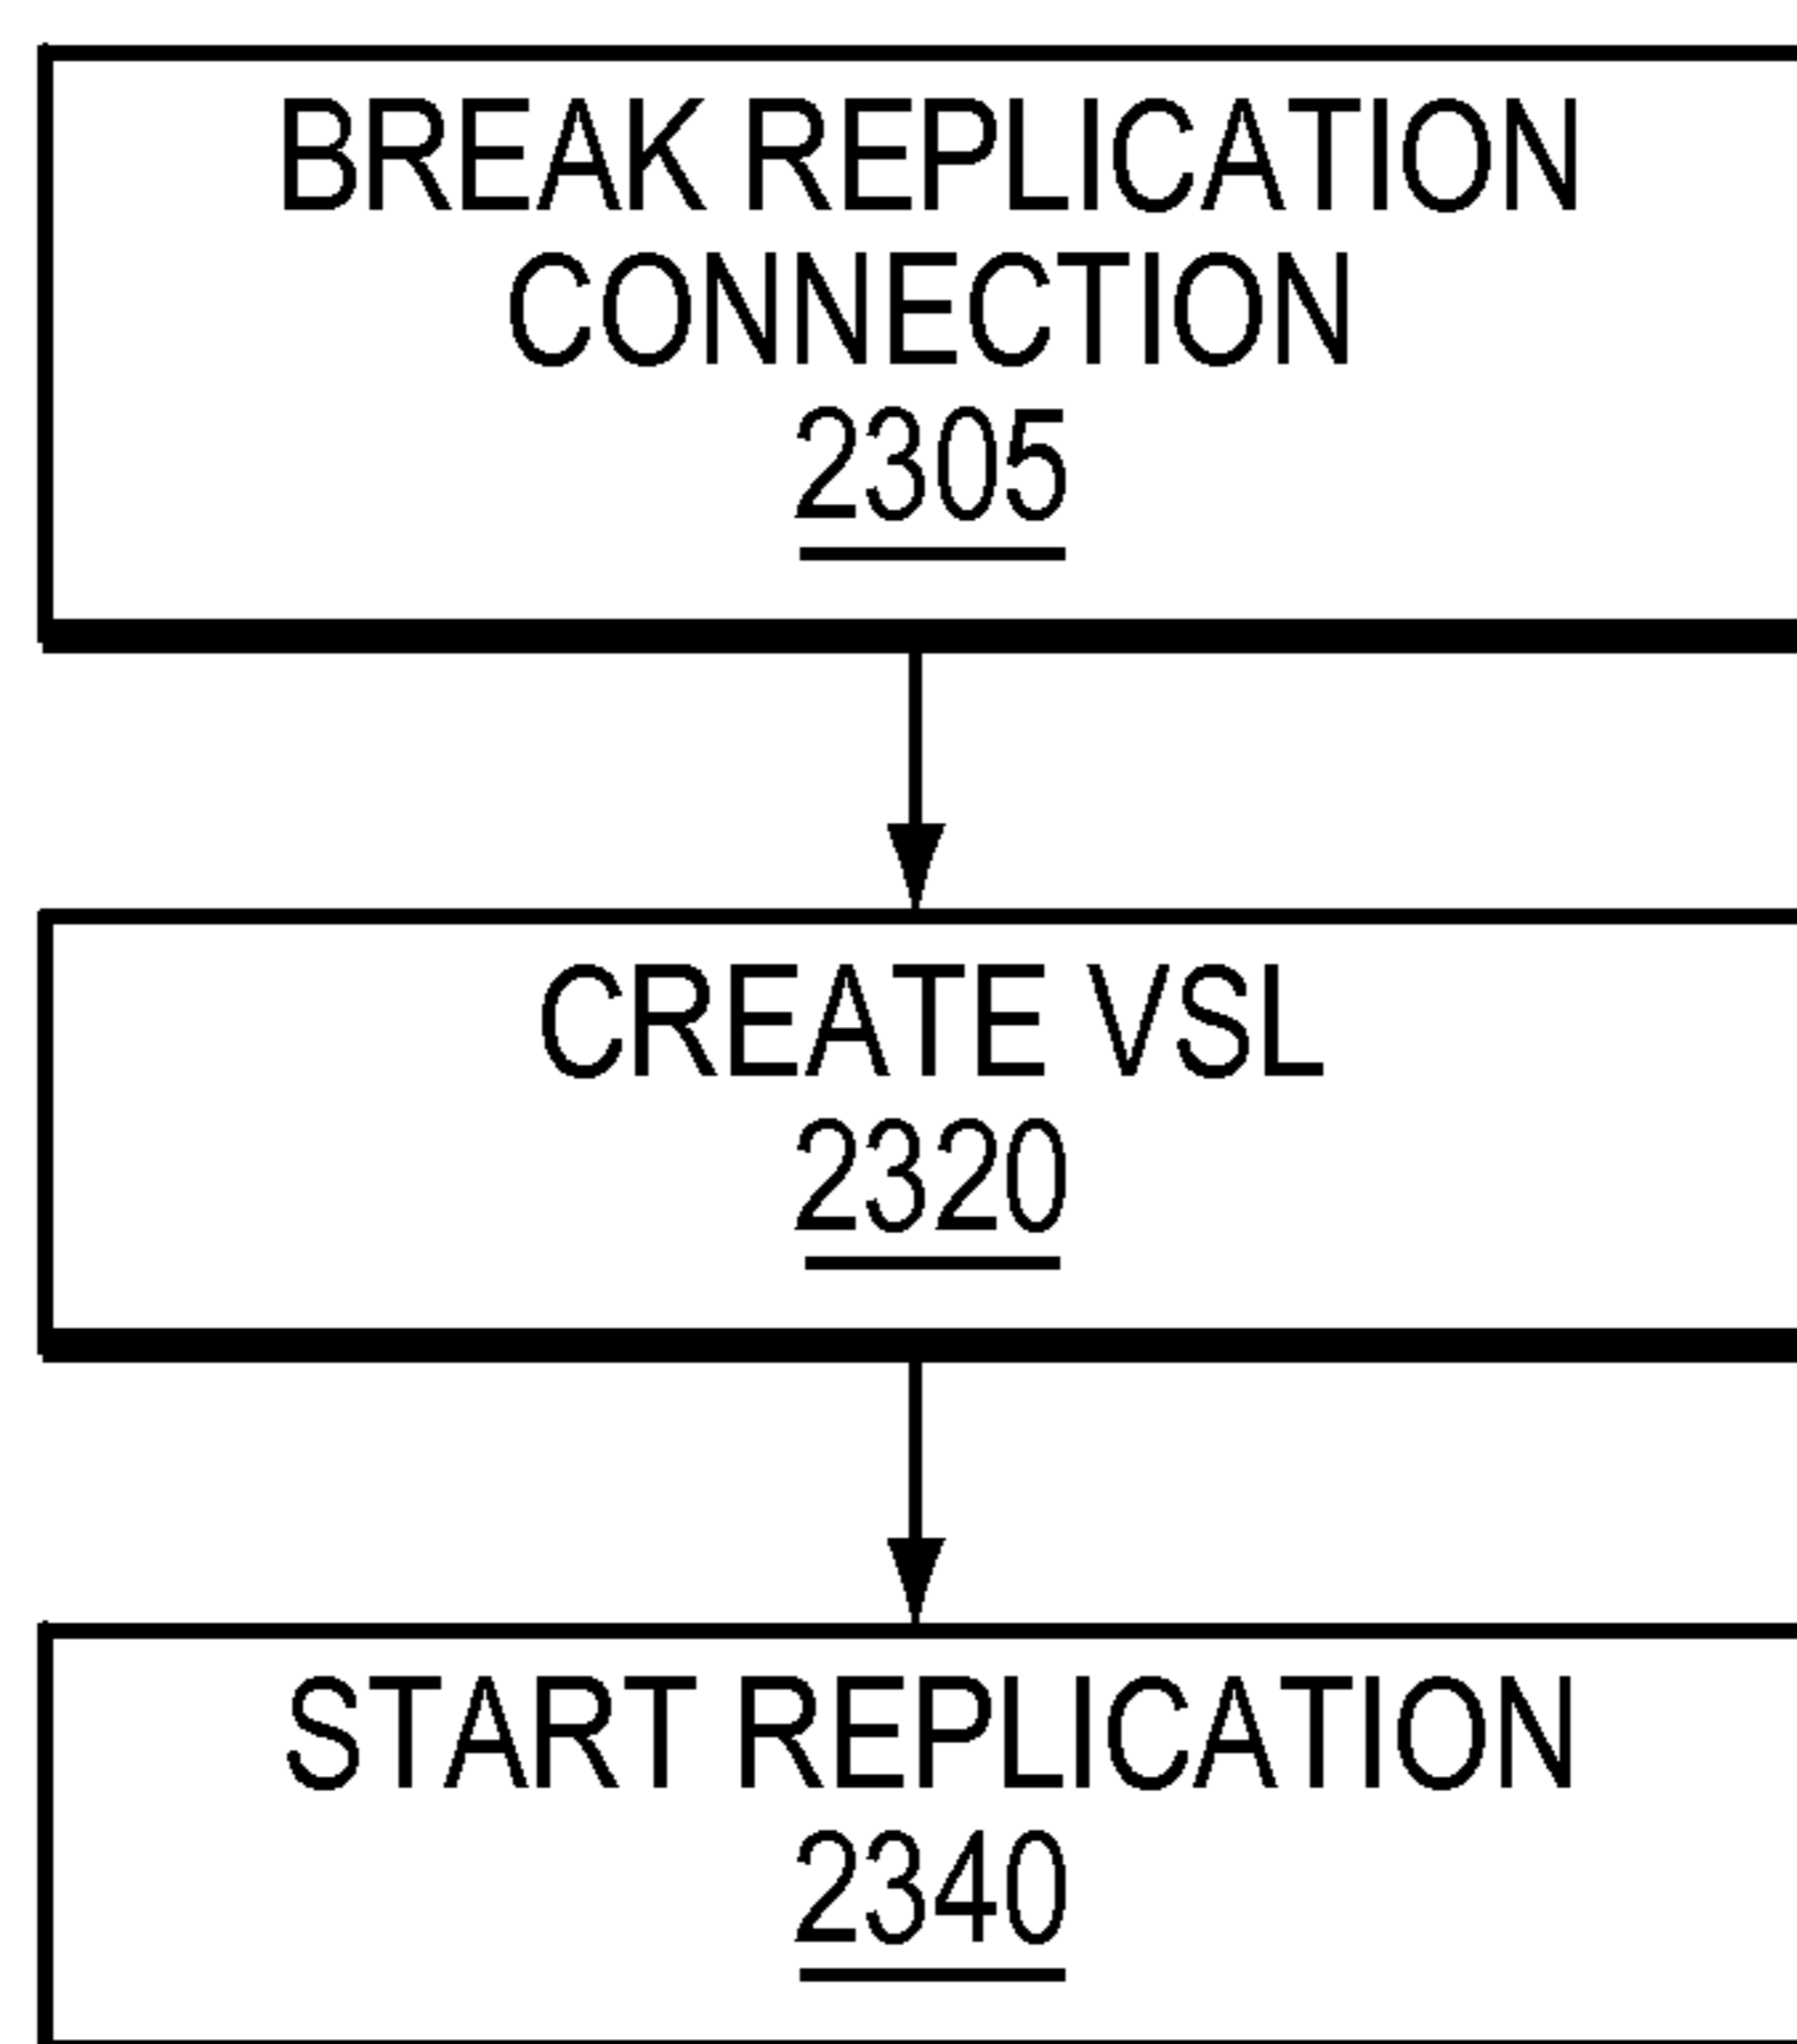 BREAK REPLICATION
CONNECTION
2305
CREATE VSL
2320
START REPLICATION
2340